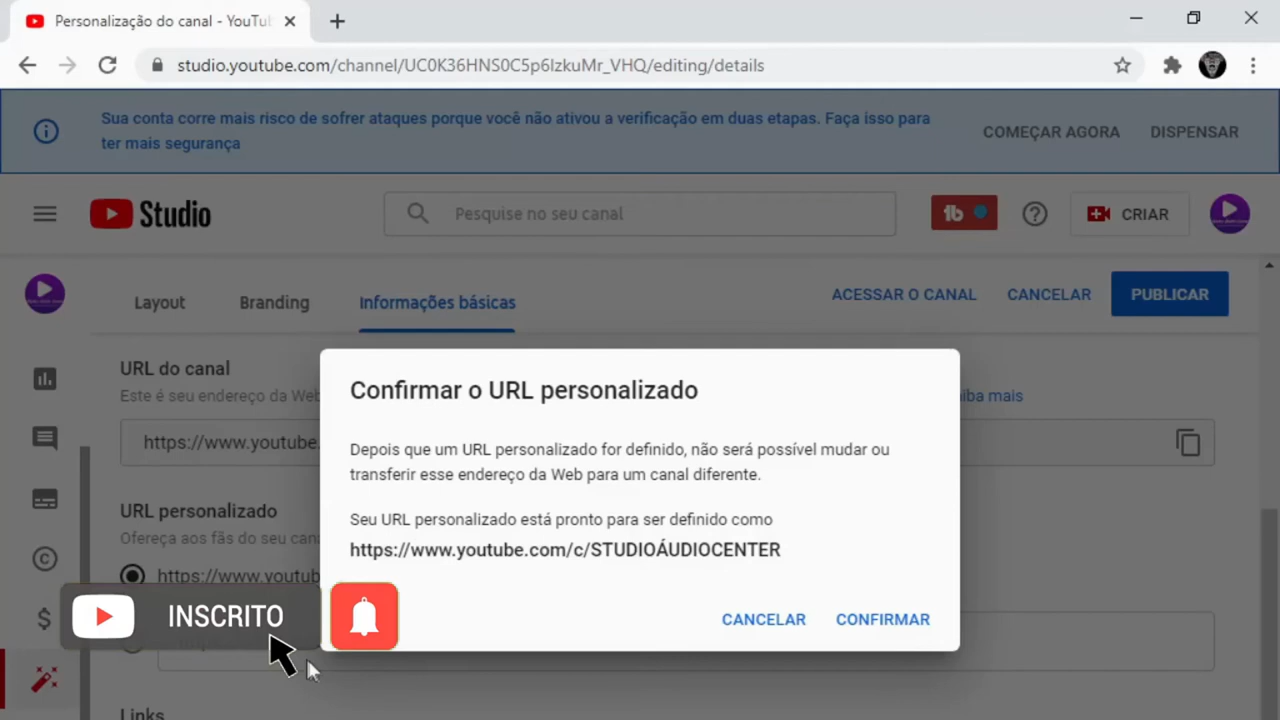 Personalização do canal - YouTub
studio.youtube.com/channel/UC0K36HNS0C5p6IzkuMr_VHQ/editing/details
Sua conta corre mais risco de sofrer ataques porque você não ativou a verificação em duas etapas. Faça isso para
ter mais segurança
COMEÇAR AGORA
DISPENSAR
Studio
Pesquise no seu canal
CRIAR
Layout
Branding
Informações básicas
ACESSAR O CANAL
CANCELAR
PUBLICAR
URL do canal
Este é seu endereço da Web
mais
https://www.youtube.
Confirmar o URL personalizado
Depois que um URL personalizado for definido, não será possível mudar ou
transferir esse endereço da Web para um canal diferente.
Seu URL personalizado está pronto para ser definido como
https://www.youtube.com/c/STUDIOÁUDIOCENTER
CANCELAR
CONFIRMAR
URL personalizado
Ofereça aos fãs do seu cana
https://www.youtub
INSCRITO
Links